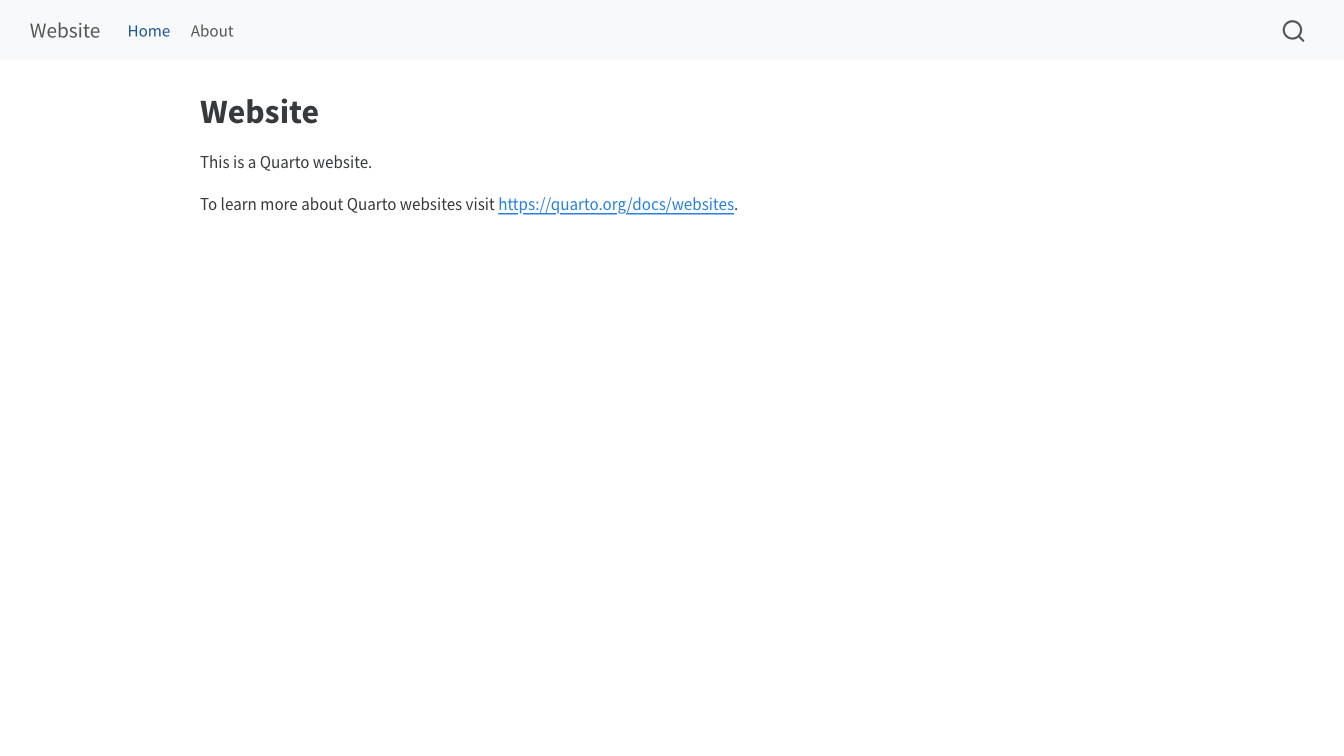 Website Home About
Website
This is a Quarto website.
To learn more about Quarto websites visit https://quarto.org/docs/websites.